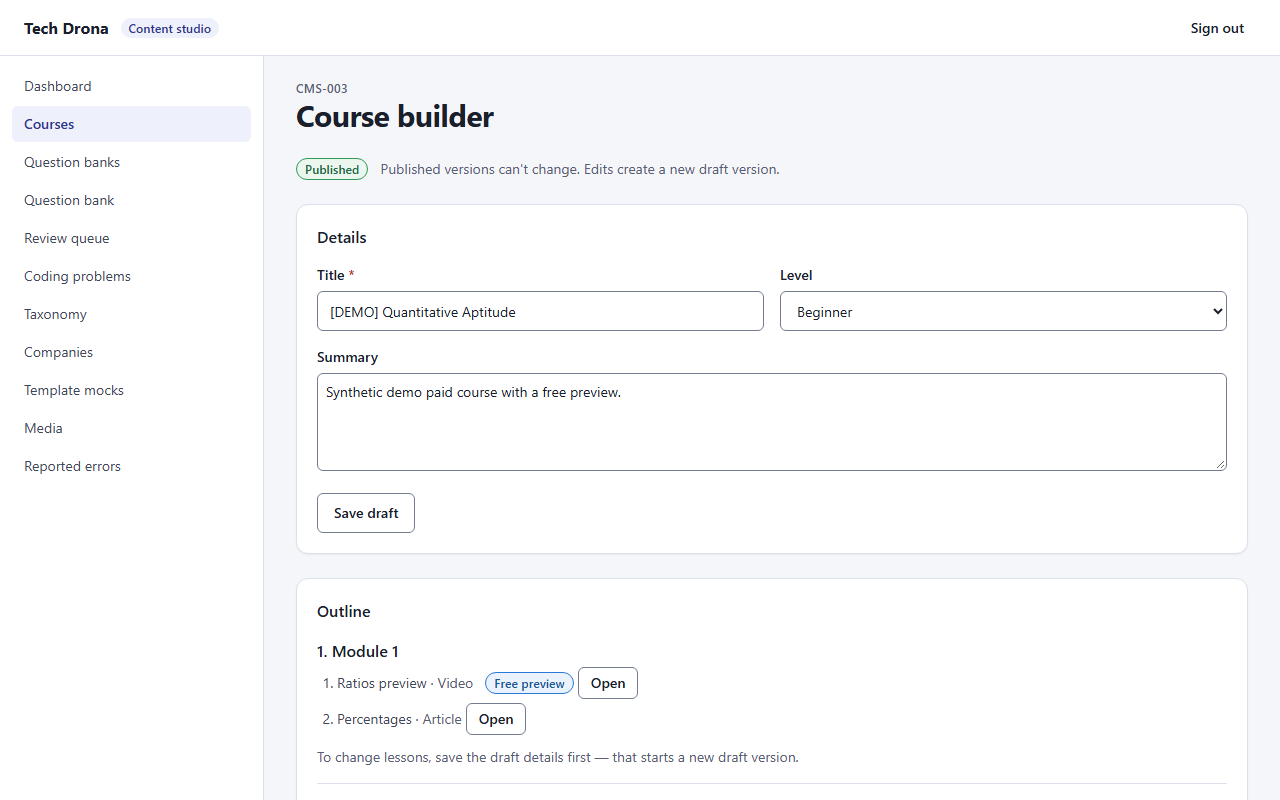 Tech Drona
Content studio
Sign out
Dashboard
Courses
Question banks
Question bank
Review queue
Coding problems
Taxonomy
Companies
Template mocks
Media
Reported errors
CMS-003
Course builder
Published
Published versions can't change. Edits create a new draft version.
Details
Title *
Level
[DEMO] Quantitative Aptitude
Beginner
Summary
Synthetic demo paid course with a free preview.
Save draft
Outline
1. Module 1
1. Ratios preview · Video Free preview Open
2. Percentages · Article Open
To change lessons, save the draft details first — that starts a new draft version.